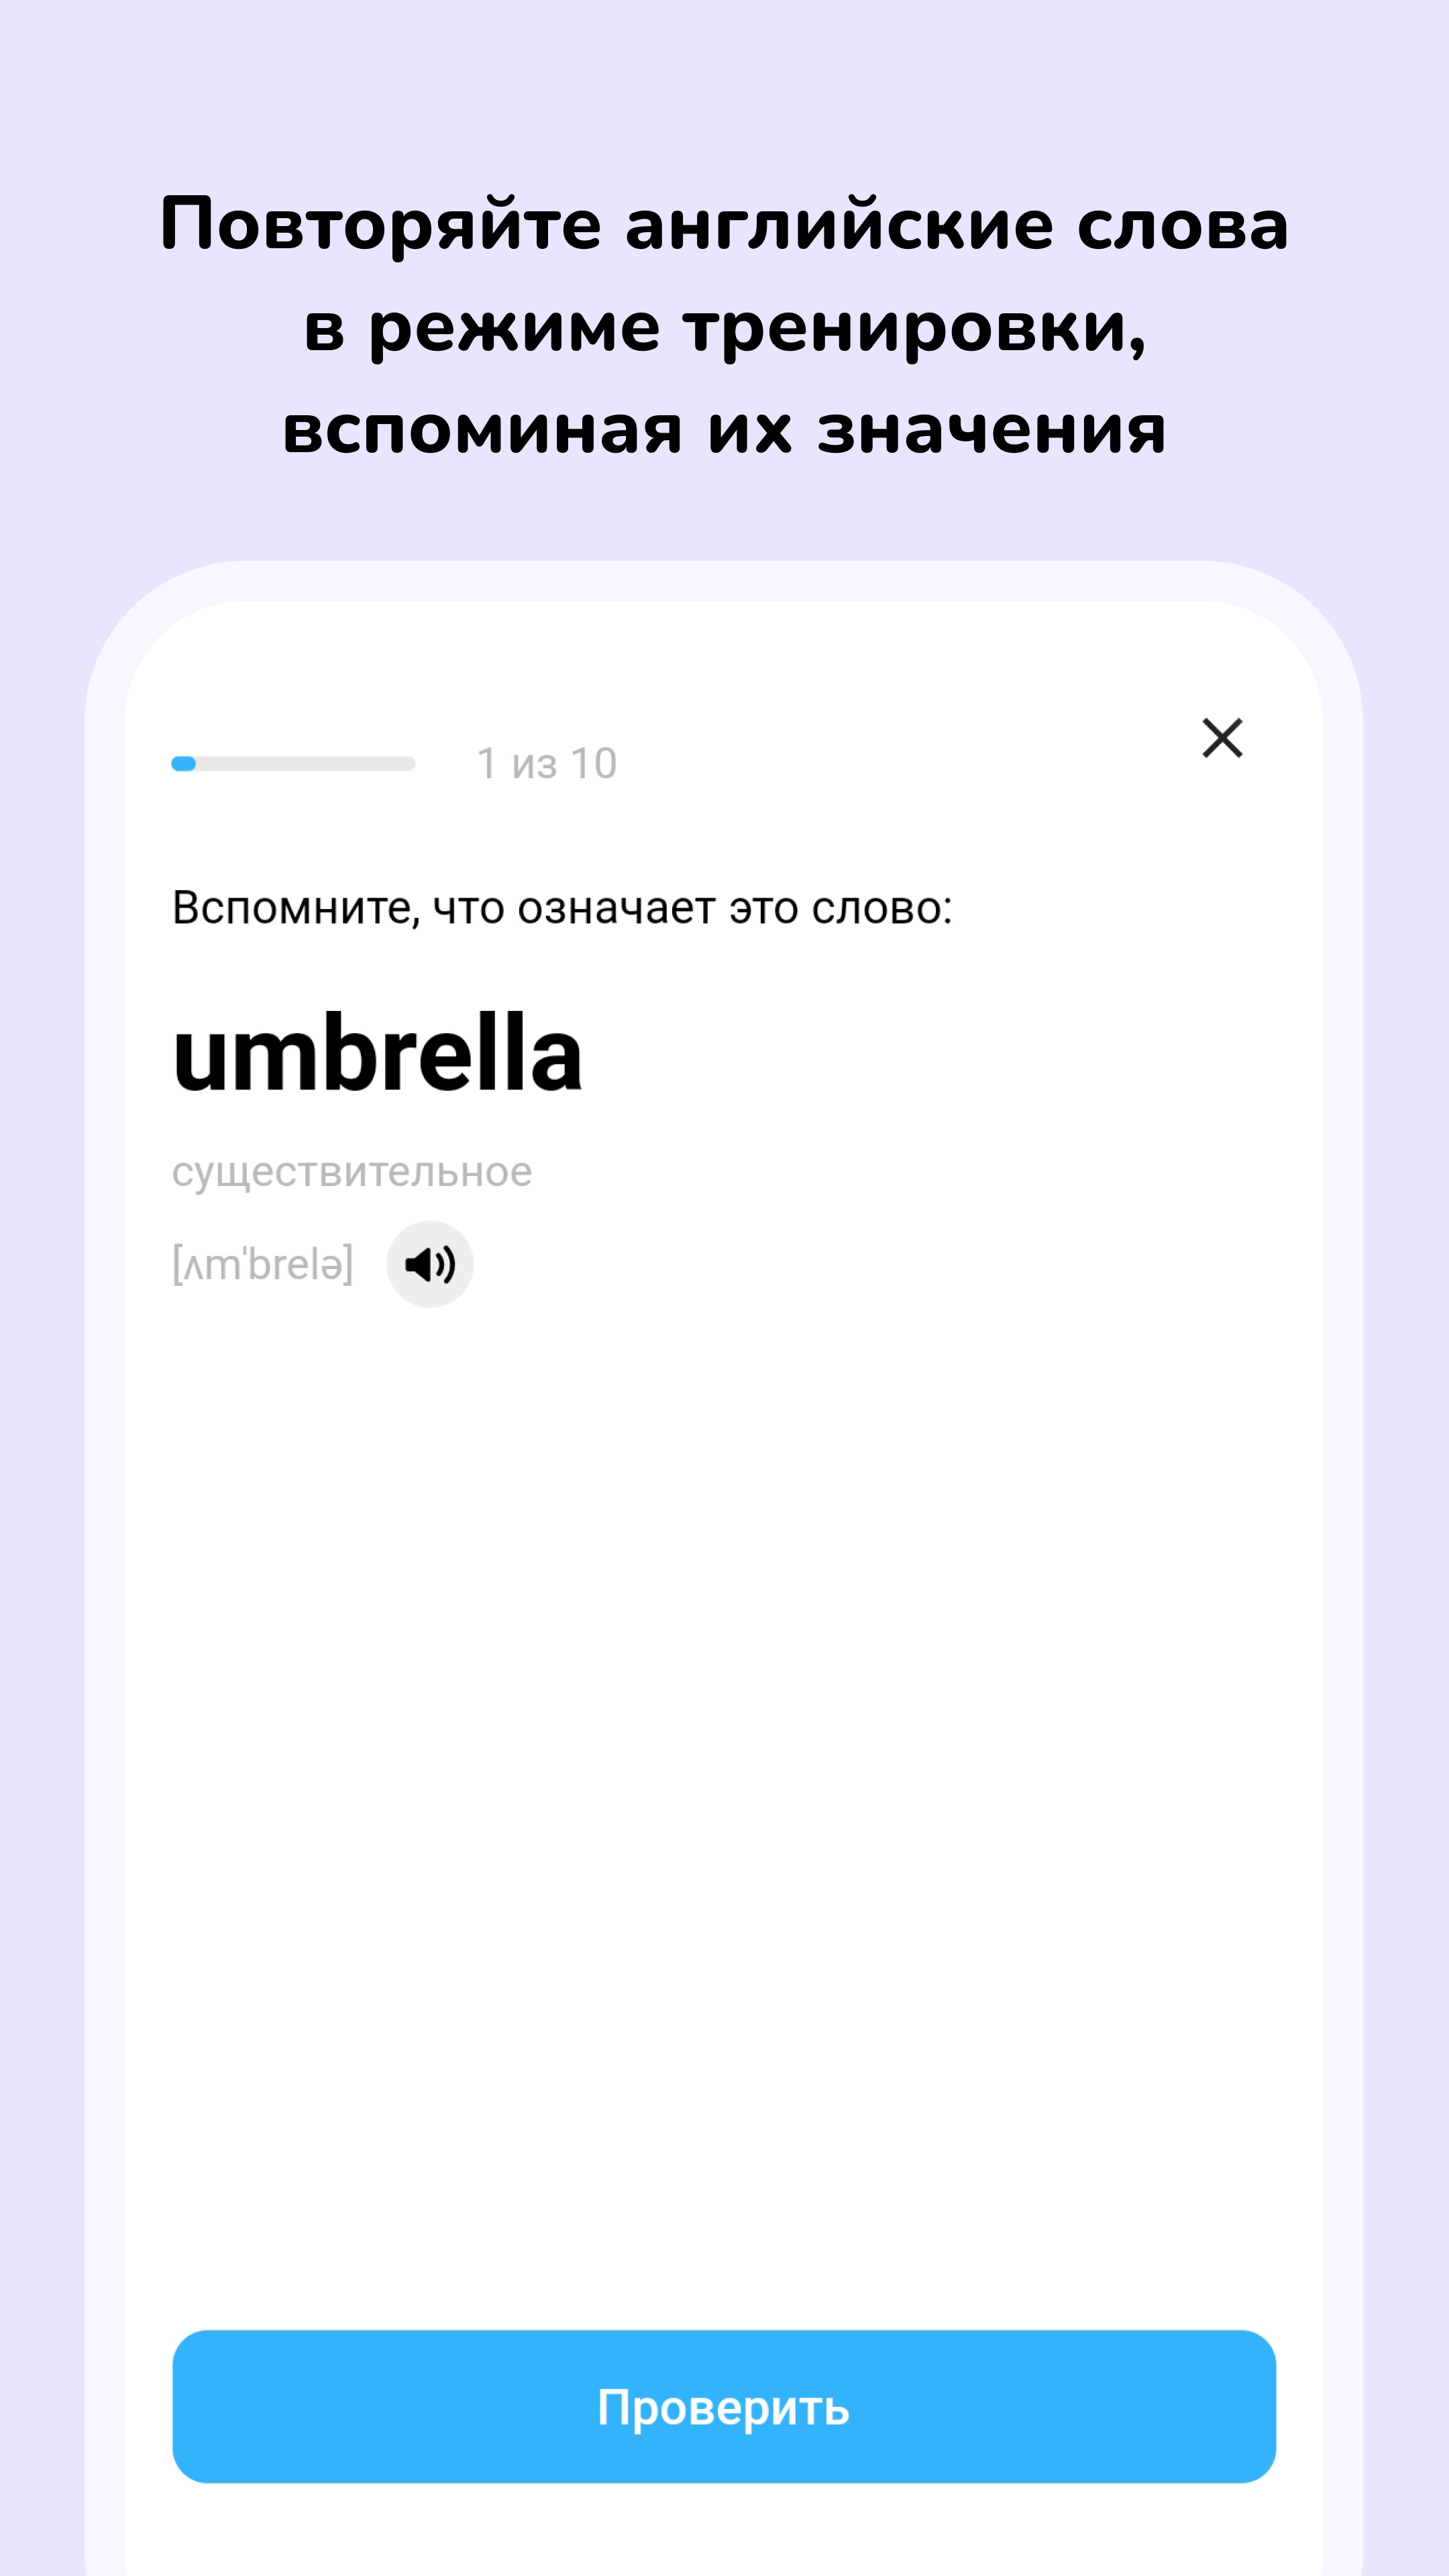 Повторяйте английские слова
в режиме тренировки,
вспоминая их значения
1 из 10
Вспомните, что означает это слово:
umbrella
существительное
[ʌm'brelə]
Проверить